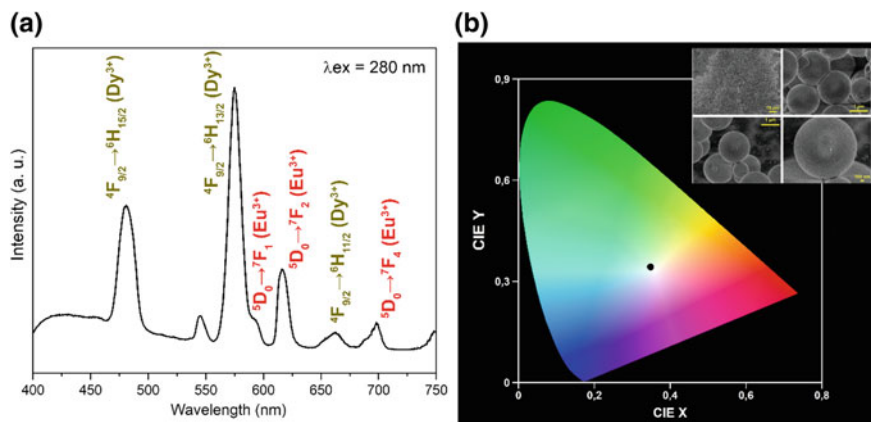 (a)
λex = 280 nm
⁴F₉/₂→⁶H₁₅/₂ (Dy³⁺)
⁴F₉/₂→⁶H₁₃/₂ (Dy³⁺)
⁵D₀→⁷F₁ (Eu³⁺)
⁵D₀→⁷F₂ (Eu³⁺)
⁴F₉/₂→⁶H₁₁/₂ (Dy³⁺)
⁵D₀→⁷F₄ (Eu³⁺)
Intensity (a. u.)
400 450 500 550 600 650 700 750
Wavelength (nm)
(b)
0,9
0,6
0,3
0
CIE Y
0 0,2 0,4 0,6 0,8
CIE X